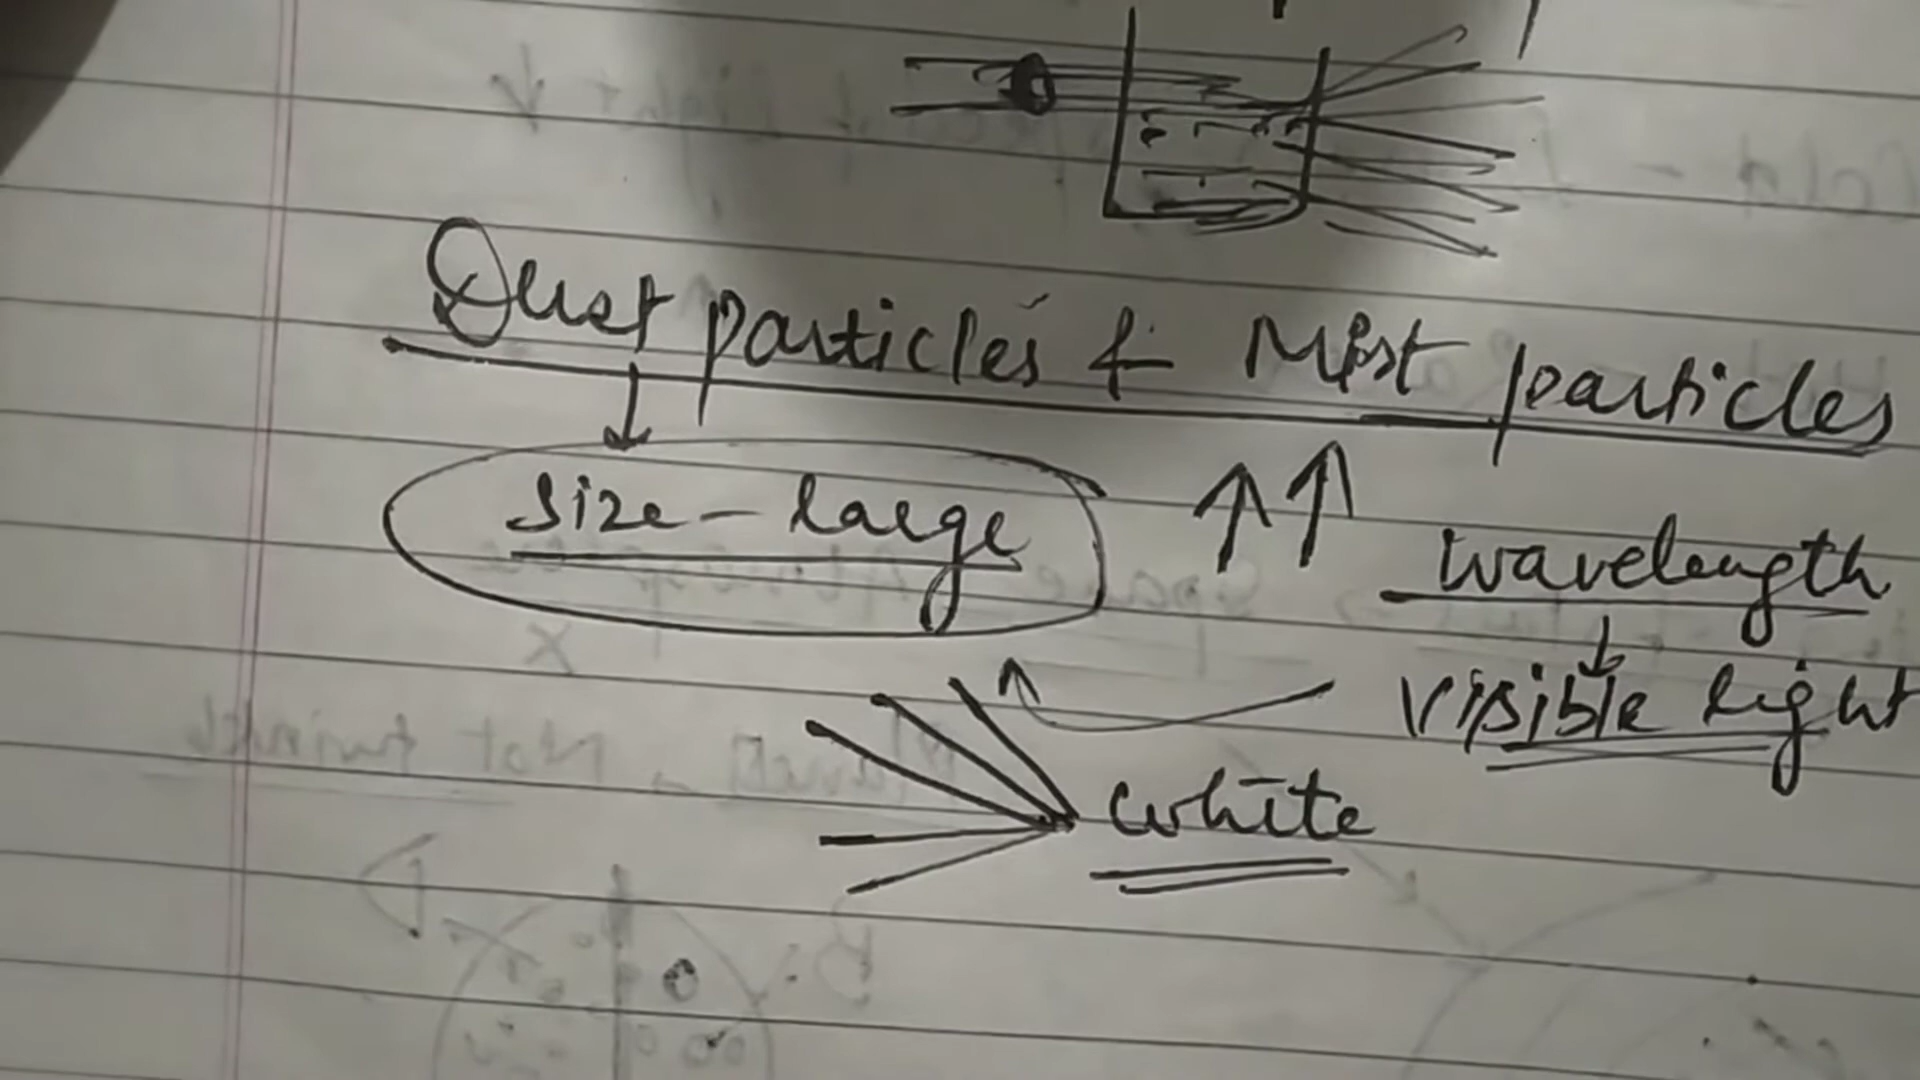 Dust particles & Mist particles
size - large
wavelength
visible light
white